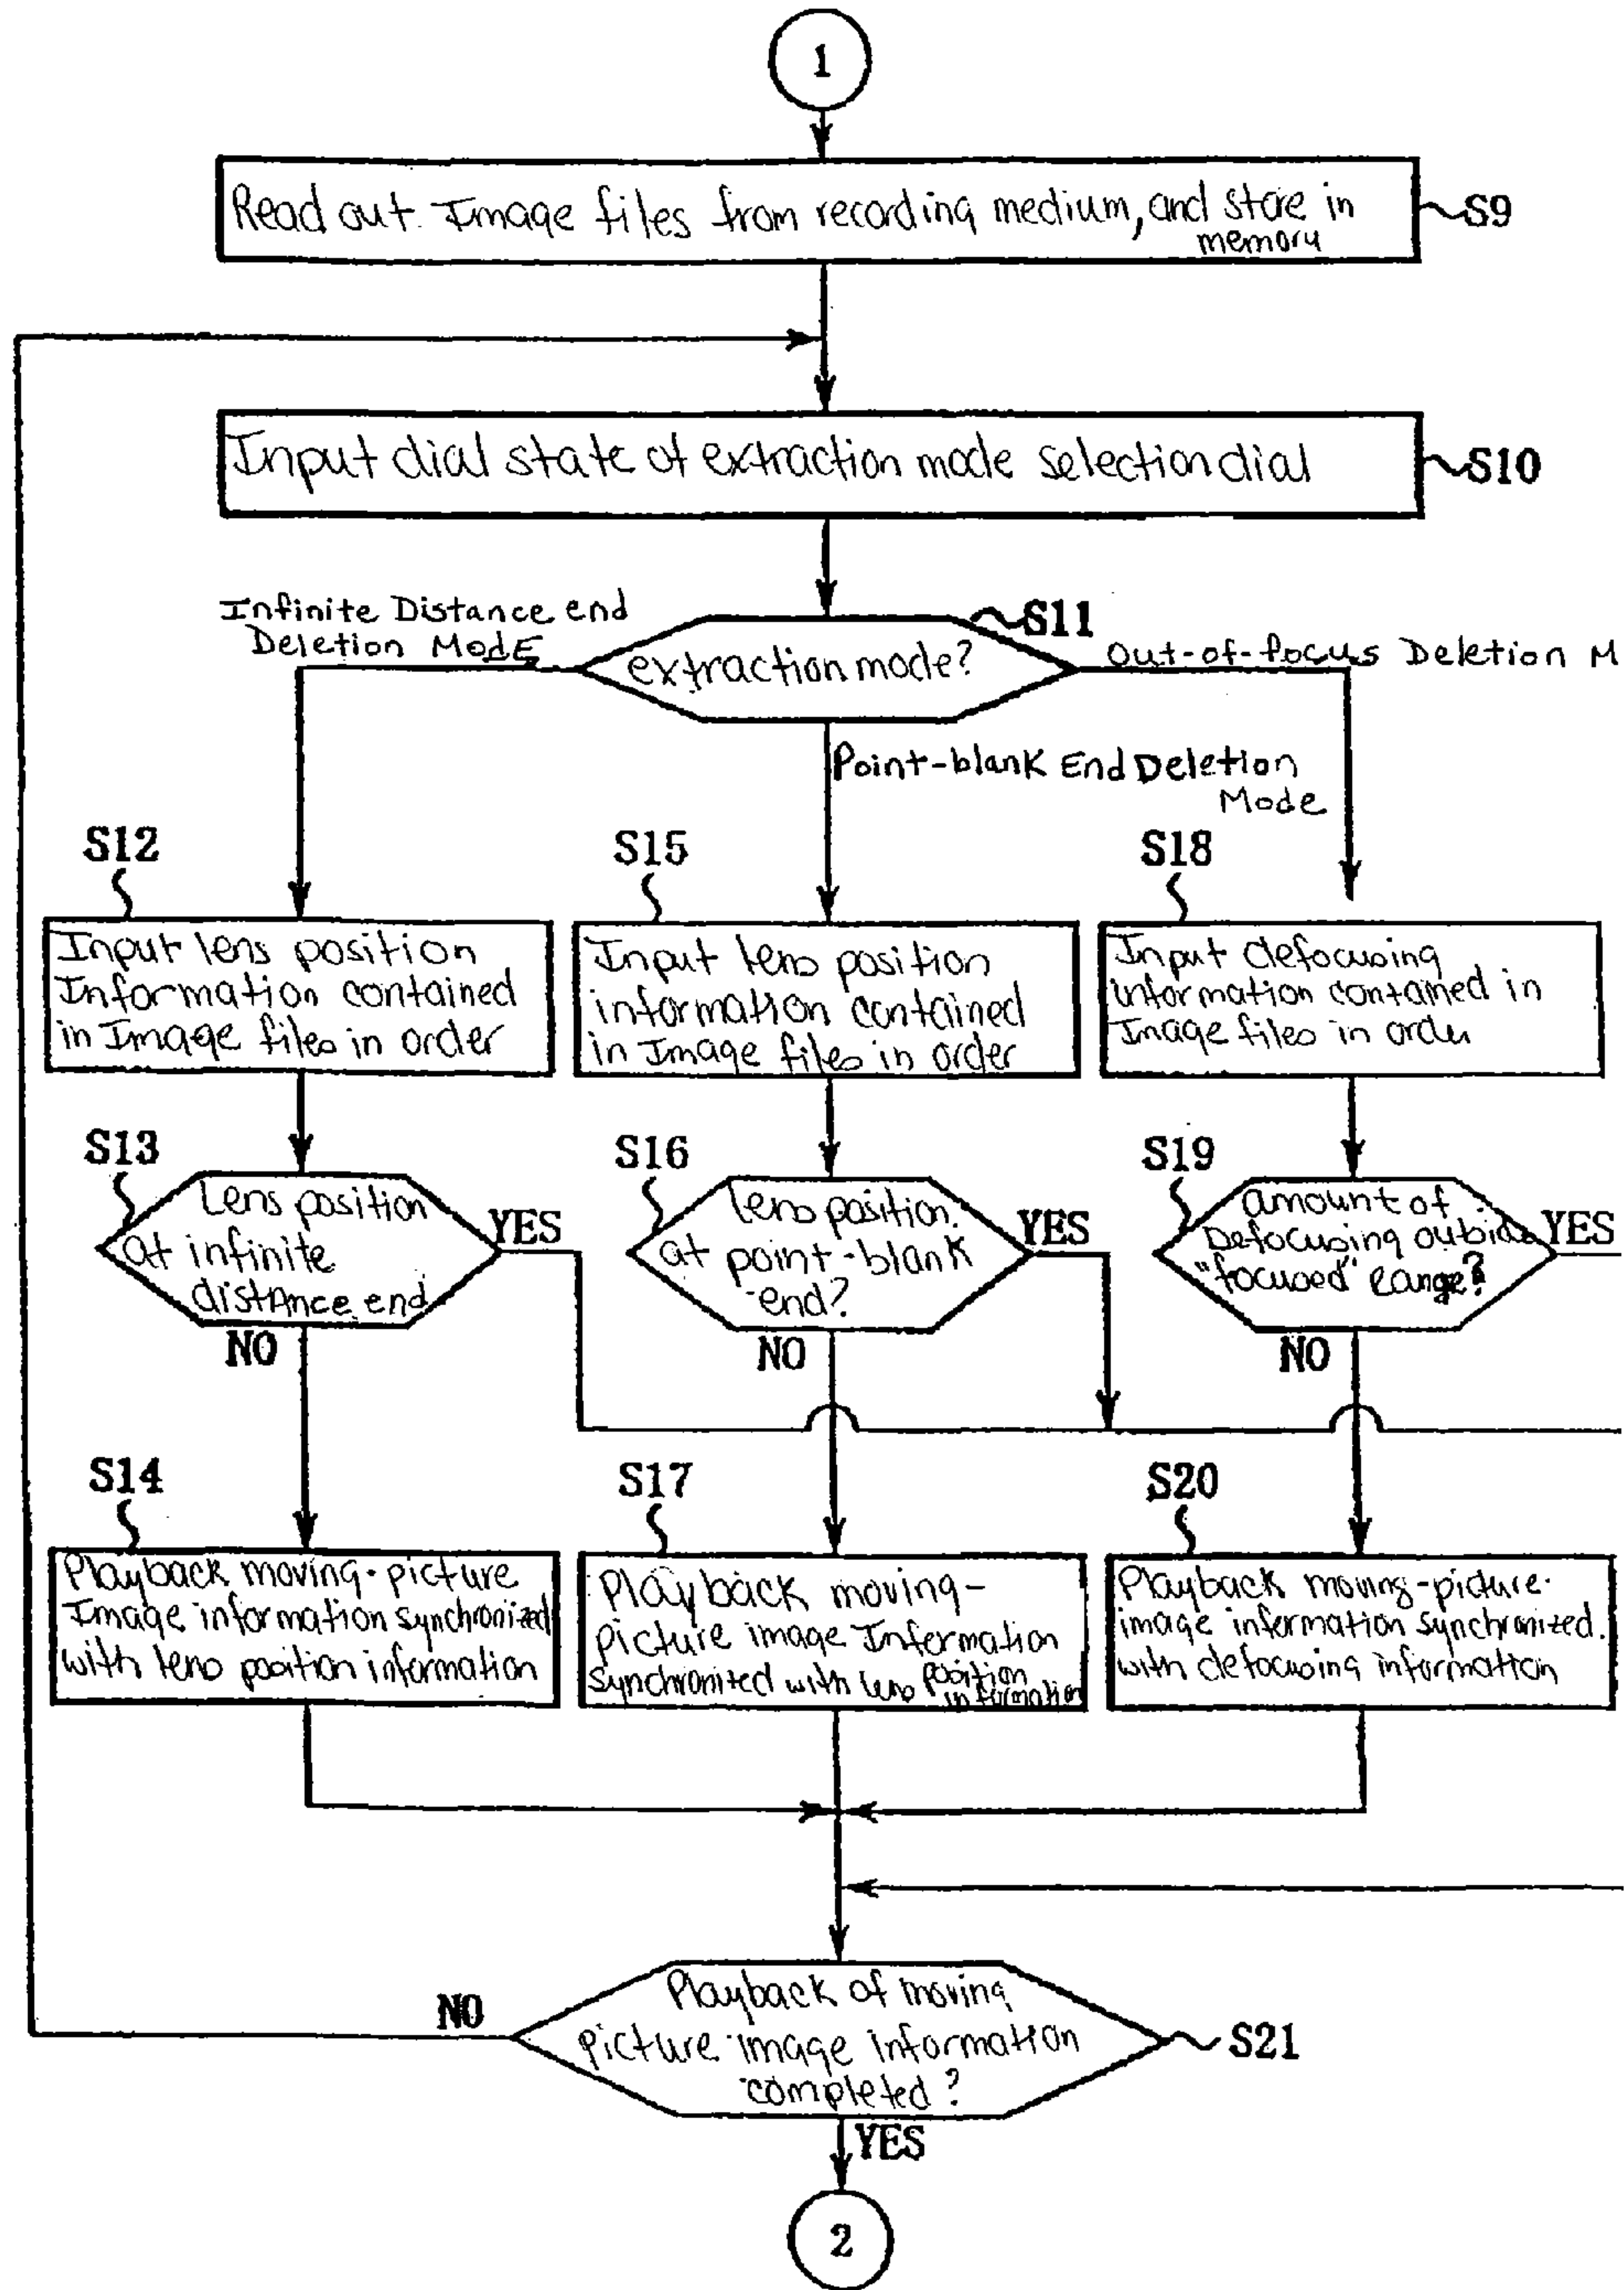 1
Read out Image files from recording medium, and store in
memory
S9
Input dial state of extraction mode selection dial
S10
Infinite Distance end
Deletion Mode
S11
extraction mode?
Out-of-focus Deletion M
Point-blank End Deletion
Mode
S12
Input lens position
Information contained
in Image files in order
S15
Input lens position
information contained
in Image files in order
S18
Input defocusing
information contained in
Image files in order
S13
Lens position
at infinite
distance end
YES
NO
S16
lens position
at point-blank
end?
YES
NO
S19
amount of
Defocusing outside
"focused" range?
YES
NO
S14
Playback moving-picture
Image information synchronized
with lens position information
S17
Playback moving-
picture image Information
synchronized with lens position
information
S20
Playback moving-picture
image information synchronized
with defocusing information
Playback of moving
picture image information
completed?
NO
S21
YES
2